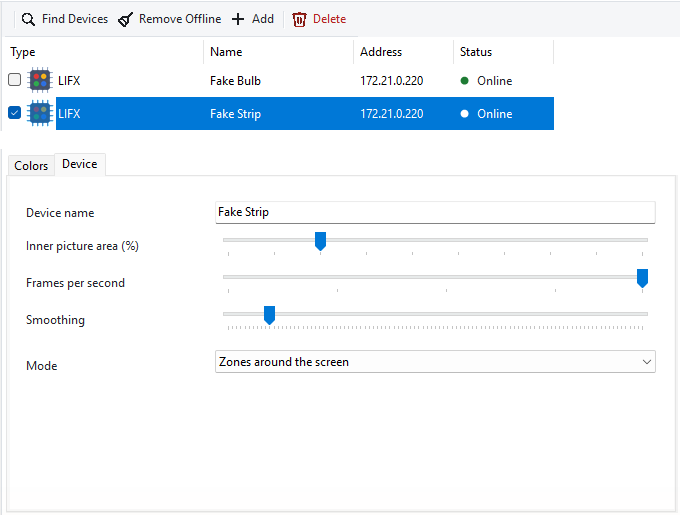 Find Devices Remove Offline Add Delete
Type Name Address Status
LIFX Fake Bulb 172.21.0.220 Online
LIFX Fake Strip 172.21.0.220 Online
Colors Device
Device name Fake Strip
Inner picture area (%)
Frames per second
Smoothing
Mode Zones around the screen